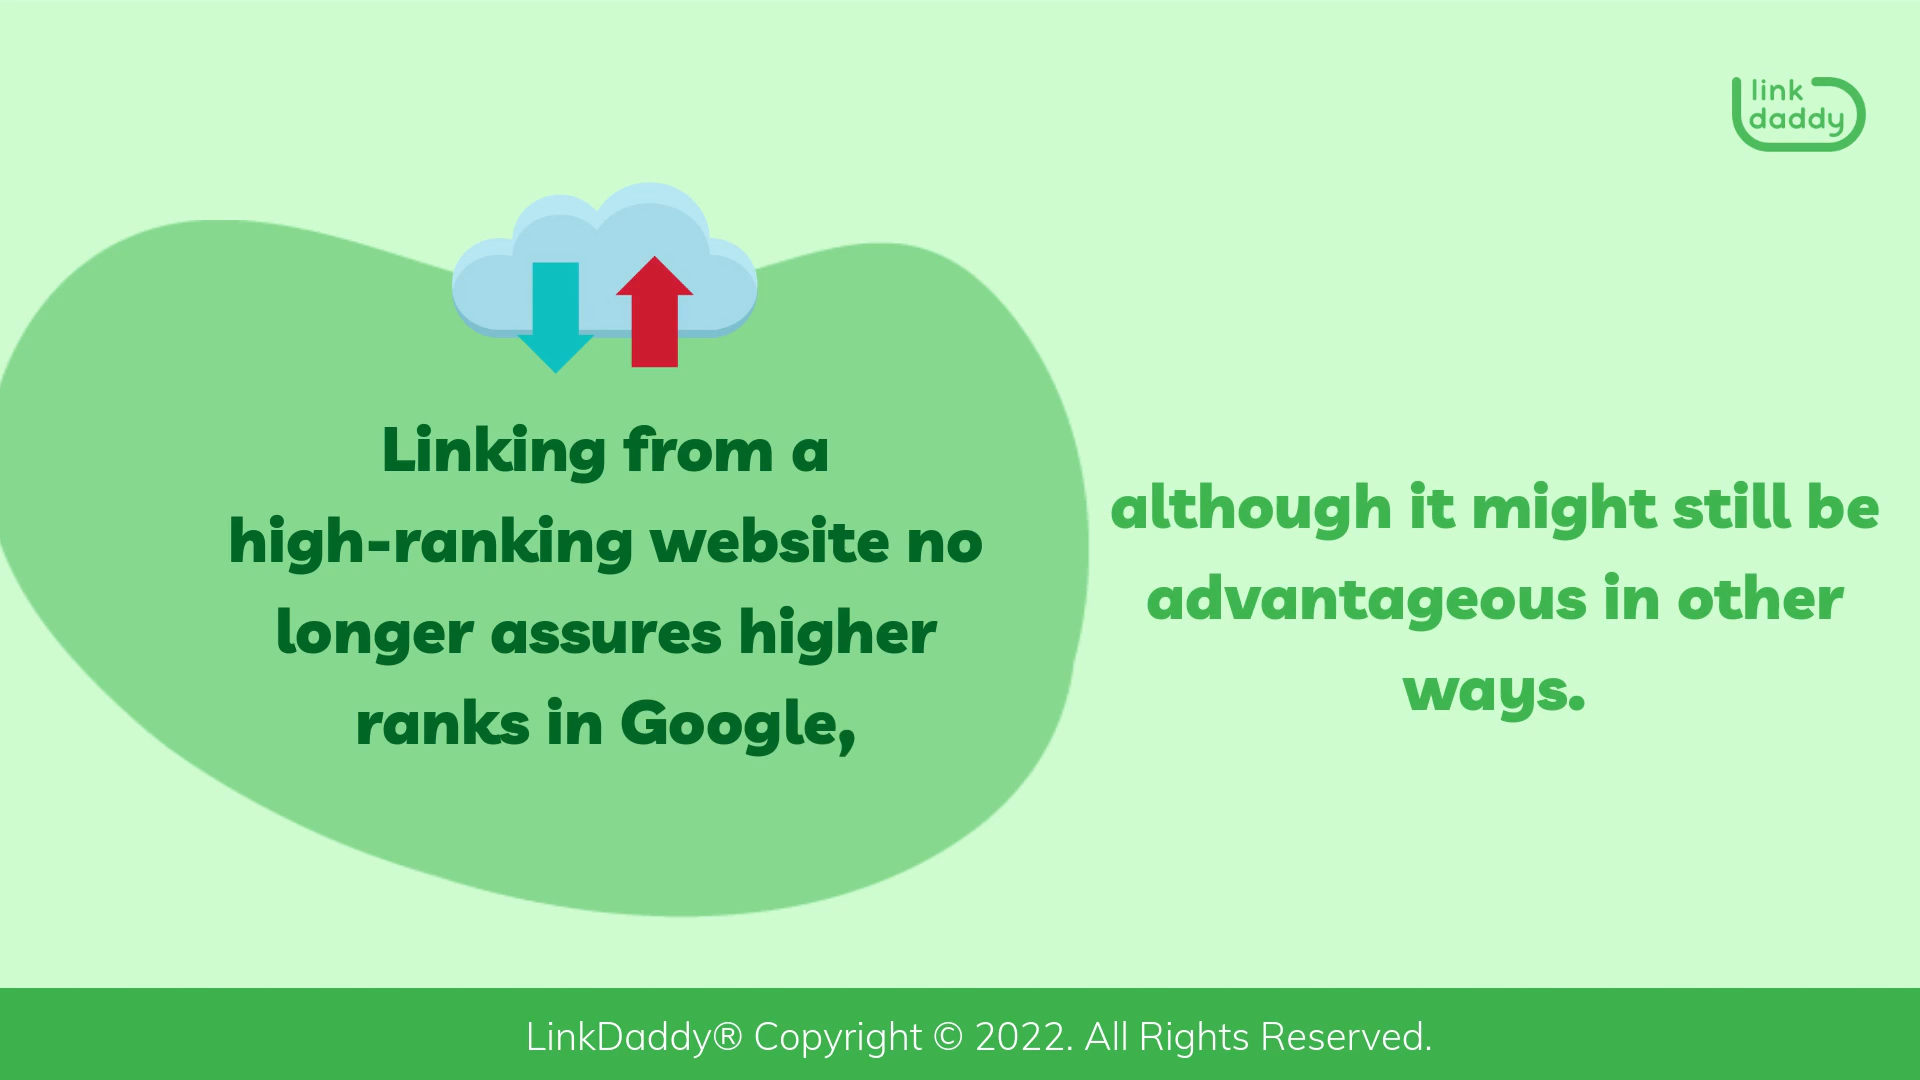 link
daddy
Linking from a
high-ranking website no
longer assures higher
ranks in Google,
although it might still be
advantageous in other
ways.
LinkDaddy® Copyright © 2022. All Rights Reserved.